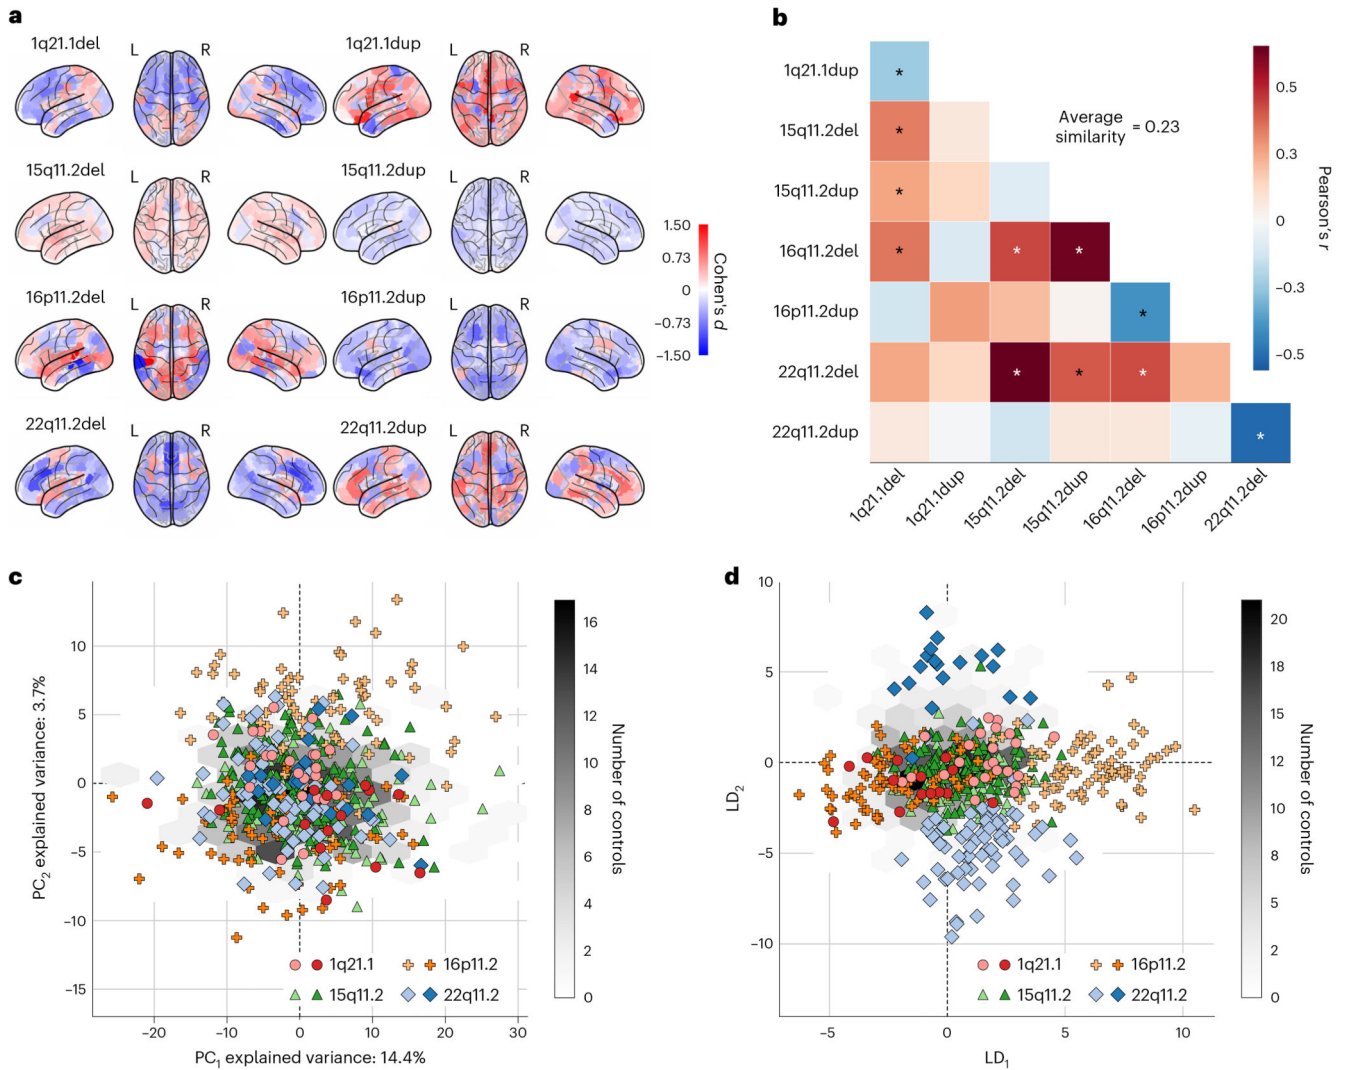 a
1q21.1del
L
R
1q21.1dup
L
R
15q11.2del
L
R
15q11.2dup
L
R
16p11.2del
L
R
16p11.2dup
L
R
22q11.2del
L
R
22q11.2dup
L
R
1.50
0.73
0
−0.73
−1.50
Cohen's d
b
1q21.1dup
15q11.2del
15q11.2dup
16q11.2del
16p11.2dup
22q11.2del
22q11.2dup
*
*
*
* * *
*
* * *
*
1q21.1del
1q21.1dup
15q11.2del
15q11.2dup
16q11.2del
16p11.2dup
22q11.2del
Average
similarity = 0.23
0.5
0.3
0
−0.3
−0.5
Pearson's r
c
PC2 explained variance: 3.7%
10
5
0
−5
−10
−15
−20
−10
0
10
20
30
PC1 explained variance: 14.4%
1q21.1
16p11.2
15q11.2
22q11.2
16
14
12
10
8
6
4
2
0
Number of controls
d
LD2
10
5
0
−5
−10
−5
0
5
10
LD1
1q21.1
16p11.2
15q11.2
22q11.2
20
18
15
13
10
8
5
2
0
Number of controls